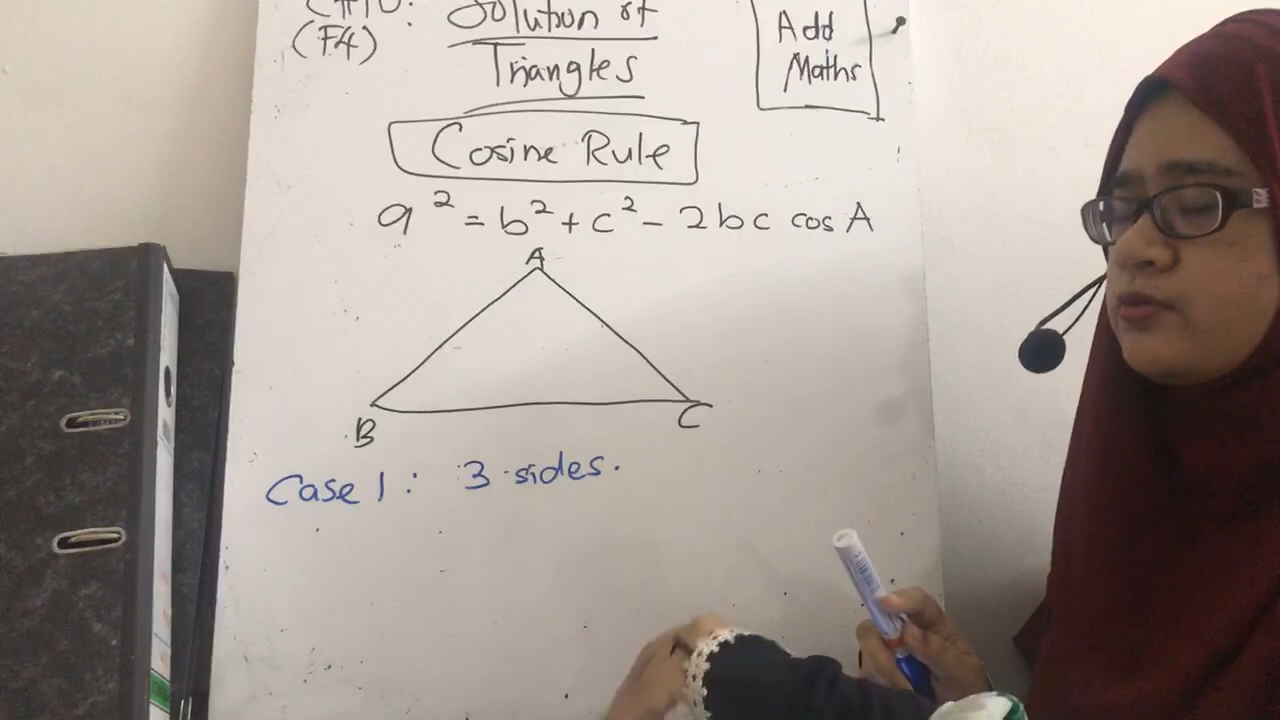 (F4)
Solution of
Triangles
Add
Maths
Cosine Rule
a² = b² + c² - 2bc cos A
A
B
C
Case 1 : 3 sides.